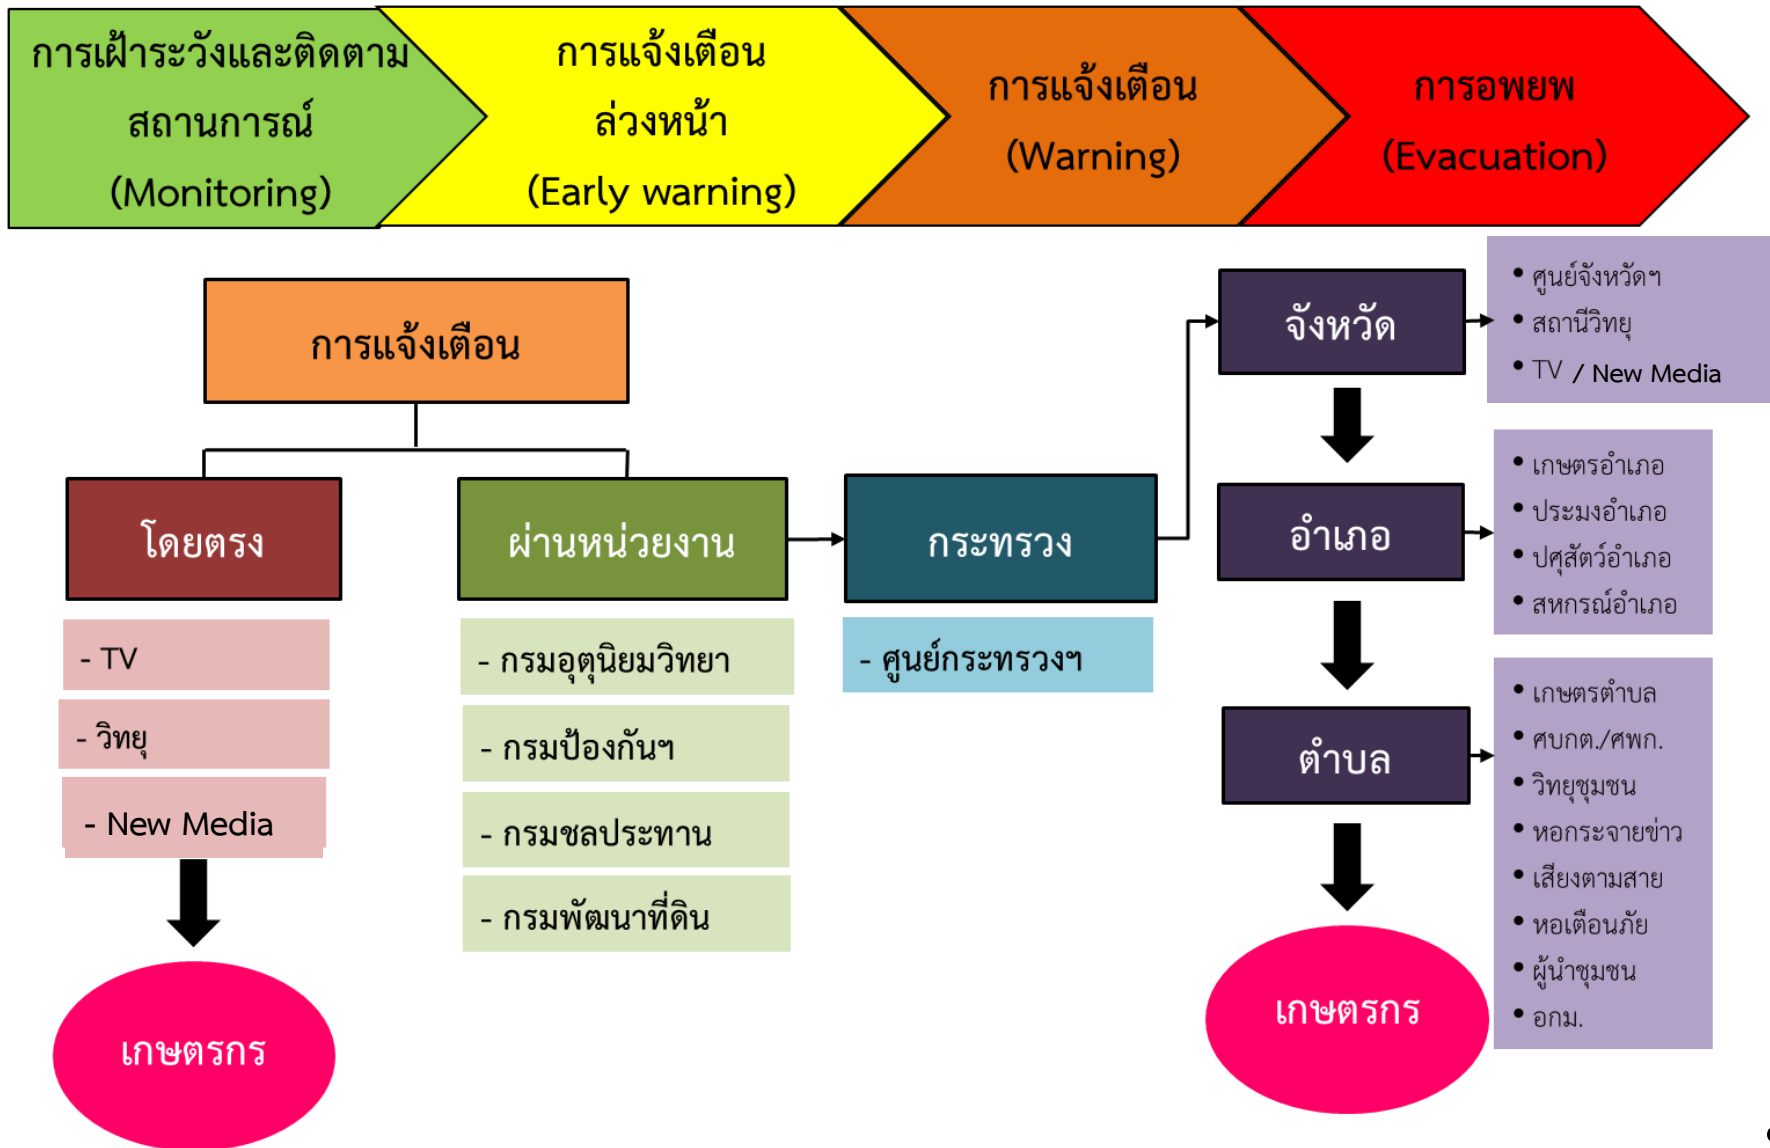 การเฝ้าระวังและติดตาม
สถานการณ์
(Monitoring)
การแจ้งเตือน
ล่วงหน้า
(Early warning)
การแจ้งเตือน
(Warning)
การอพยพ
(Evacuation)
การแจ้งเตือน
โดยตรง
- TV
- วิทยุ
- New Media
เกษตรกร
ผ่านหน่วยงาน
- กรมอุตุนิยมวิทยา
- กรมป้องกันฯ
- กรมชลประทาน
- กรมพัฒนาที่ดิน
กระทรวง
- ศูนย์กระทรวงฯ
จังหวัด
• ศูนย์จังหวัดฯ
• สถานีวิทยุ
• TV / New Media
อำเภอ
• เกษตรอำเภอ
• ประมงอำเภอ
• ปศุสัตว์อำเภอ
• สหกรณ์อำเภอ
ตำบล
• เกษตรตำบล
• ศบกต./ศพก.
• วิทยุชุมชน
• หอกระจายข่าว
• เสียงตามสาย
• หอเตือนภัย
• ผู้นำชุมชน
• อกม.
เกษตรกร